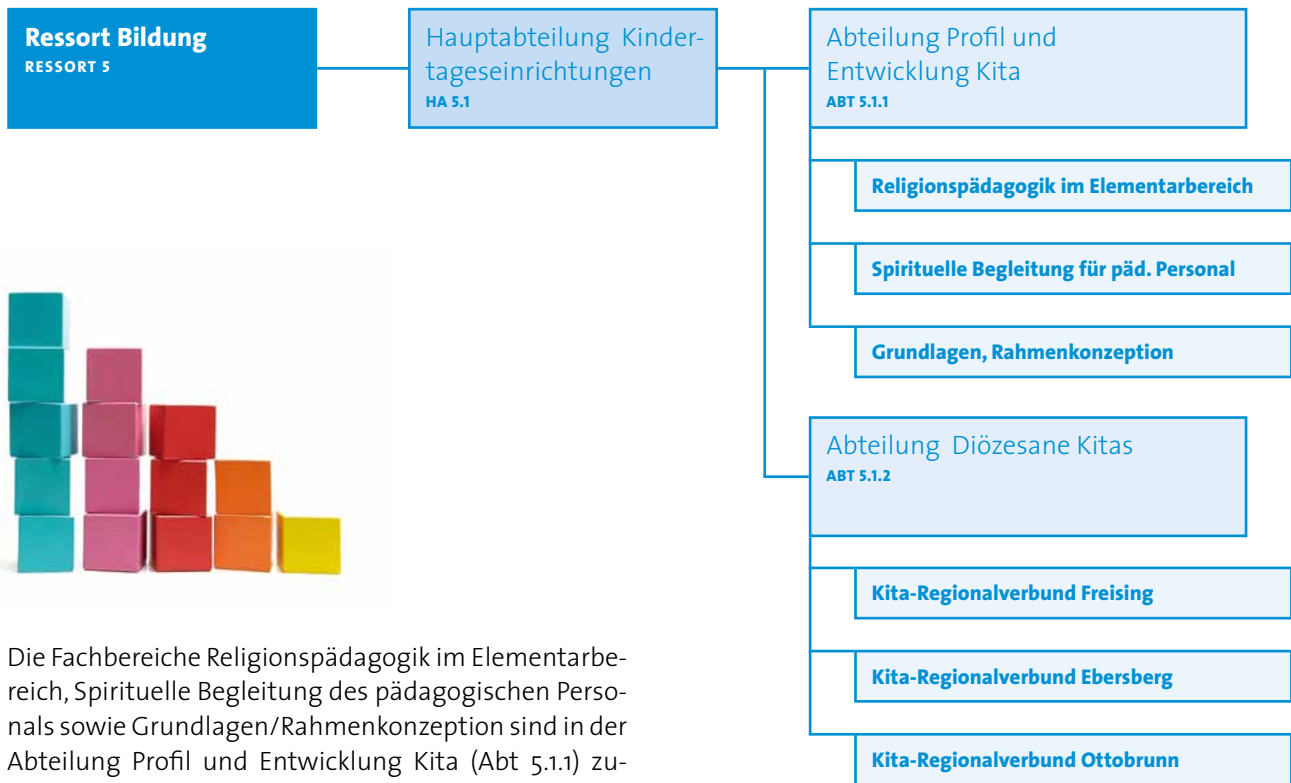 Ressort Bildung
RESSORT 5
Hauptabteilung Kinder-
tageseinrichtungen
HA 5.1
Abteilung Profil und
Entwicklung Kita
ABT 5.1.1
Religionspädagogik im Elementarbereich
Spirituelle Begleitung für päd. Personal
Grundlagen, Rahmenkonzeption
Abteilung Diözesane Kitas
ABT 5.1.2
Kita-Regionalverbund Freising
Kita-Regionalverbund Ebersberg
Kita-Regionalverbund Ottobrunn
Die Fachbereiche Religionspädagogik im Elementarbe-
reich, Spirituelle Begleitung des pädagogischen Perso-
nals sowie Grundlagen/Rahmenkonzeption sind in der
Abteilung Profil und Entwicklung Kita (Abt 5.1.1) zu-